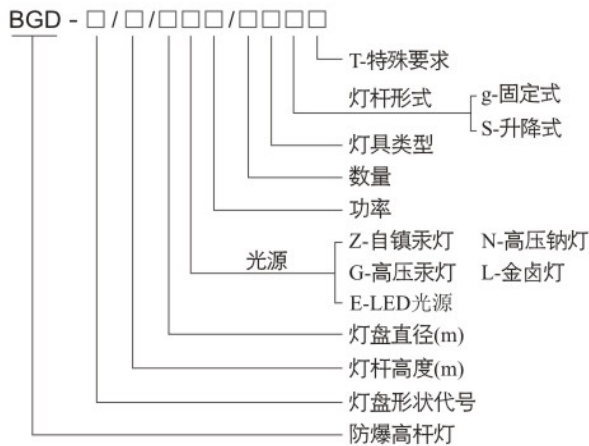 BGD-□/□/□□□/□□□□
T-特殊要求
灯杆形式
g-固定式
S-升降式
灯具类型
数量
功率
光源
Z-自镇汞灯 N-高压钠灯
G-高压汞灯 L-金卤灯
E-LED光源
灯盘直径(m)
灯杆高度(m)
灯盘形状代号
防爆高杆灯